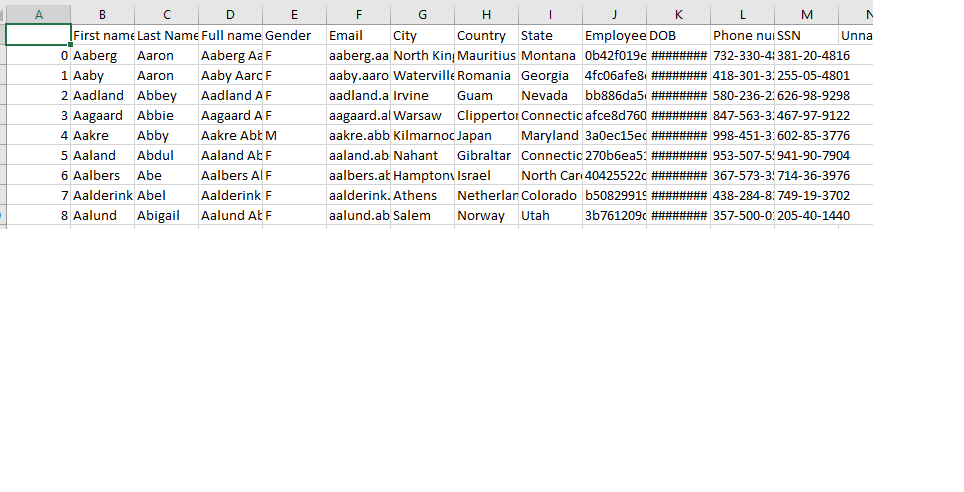 A B C D E F G H I J K L M N
First name Last Name Full name Gender Email City Country State Employee DOB Phone nu SSN Unna
0 Aaberg Aaron Aaberg Aa F aaberg.aa North King Mauritius Montana 0b42f019e ######## 732-330-4 381-20-4816
1 Aaby Aaron Aaby Aaro F aaby.aaro Waterville Romania Georgia 4fc06afe8 ######## 418-301-3 255-05-4801
2 Aadland Abbey Aadland A F aadland.a Irvine Guam Nevada bb886da5 ######## 580-236-2 626-98-9298
3 Aagaard Abbie Aagaard A F aagaard.a Warsaw Clipperton Connectic afce8d760 ######## 847-563-3 467-97-9122
4 Aakre Abby Aakre Abb M aakre.abb Kilmarnoc Japan Maryland 3a0ec15ec ######## 998-451-3 602-85-3776
5 Aaland Abdul Aaland Ab F aaland.ab Nahant Gibraltar Connectic 270b6ea5 ######## 953-507-5 941-90-7904
6 Aalbers Abe Aalbers A F aalbers.ab Hamptonv Israel North Car 40425522c ######## 367-573-3 714-36-3976
7 Aalderink Abel Aalderink F aalderink. Athens Netherlan Colorado b5082991 ######## 438-284-8 749-19-3702
8 Aalund Abigail Aalund Ab F aalund.ab Salem Norway Utah 3b761209c ######## 357-500-0 205-40-1440